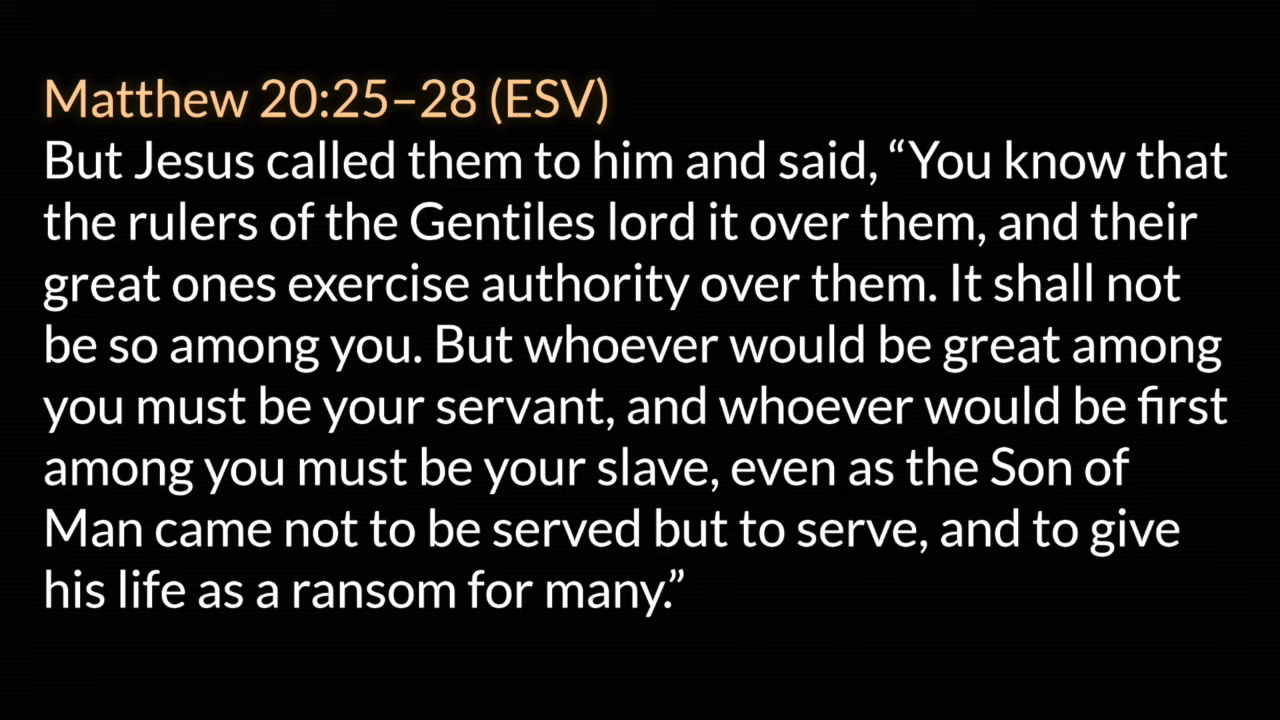 Matthew 20:25–28 (ESV)
But Jesus called them to him and said, “You know that
the rulers of the Gentiles lord it over them, and their
great ones exercise authority over them. It shall not
be so among you. But whoever would be great among
you must be your servant, and whoever would be first
among you must be your slave, even as the Son of
Man came not to be served but to serve, and to give
his life as a ransom for many.”